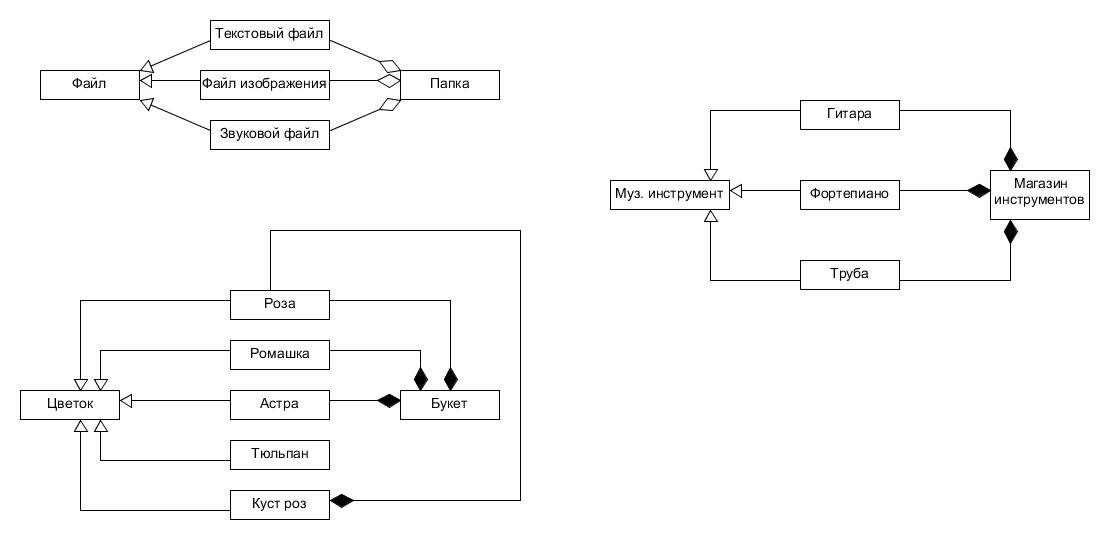 Текстовый файл
Файл
Файл изображения
Папка
Звуковой файл
Гитара
Муз. инструмент
Фортепиано
Магазин
инструментов
Труба
Роза
Ромашка
Цветок
Астра
Букет
Тюльпан
Куст роз